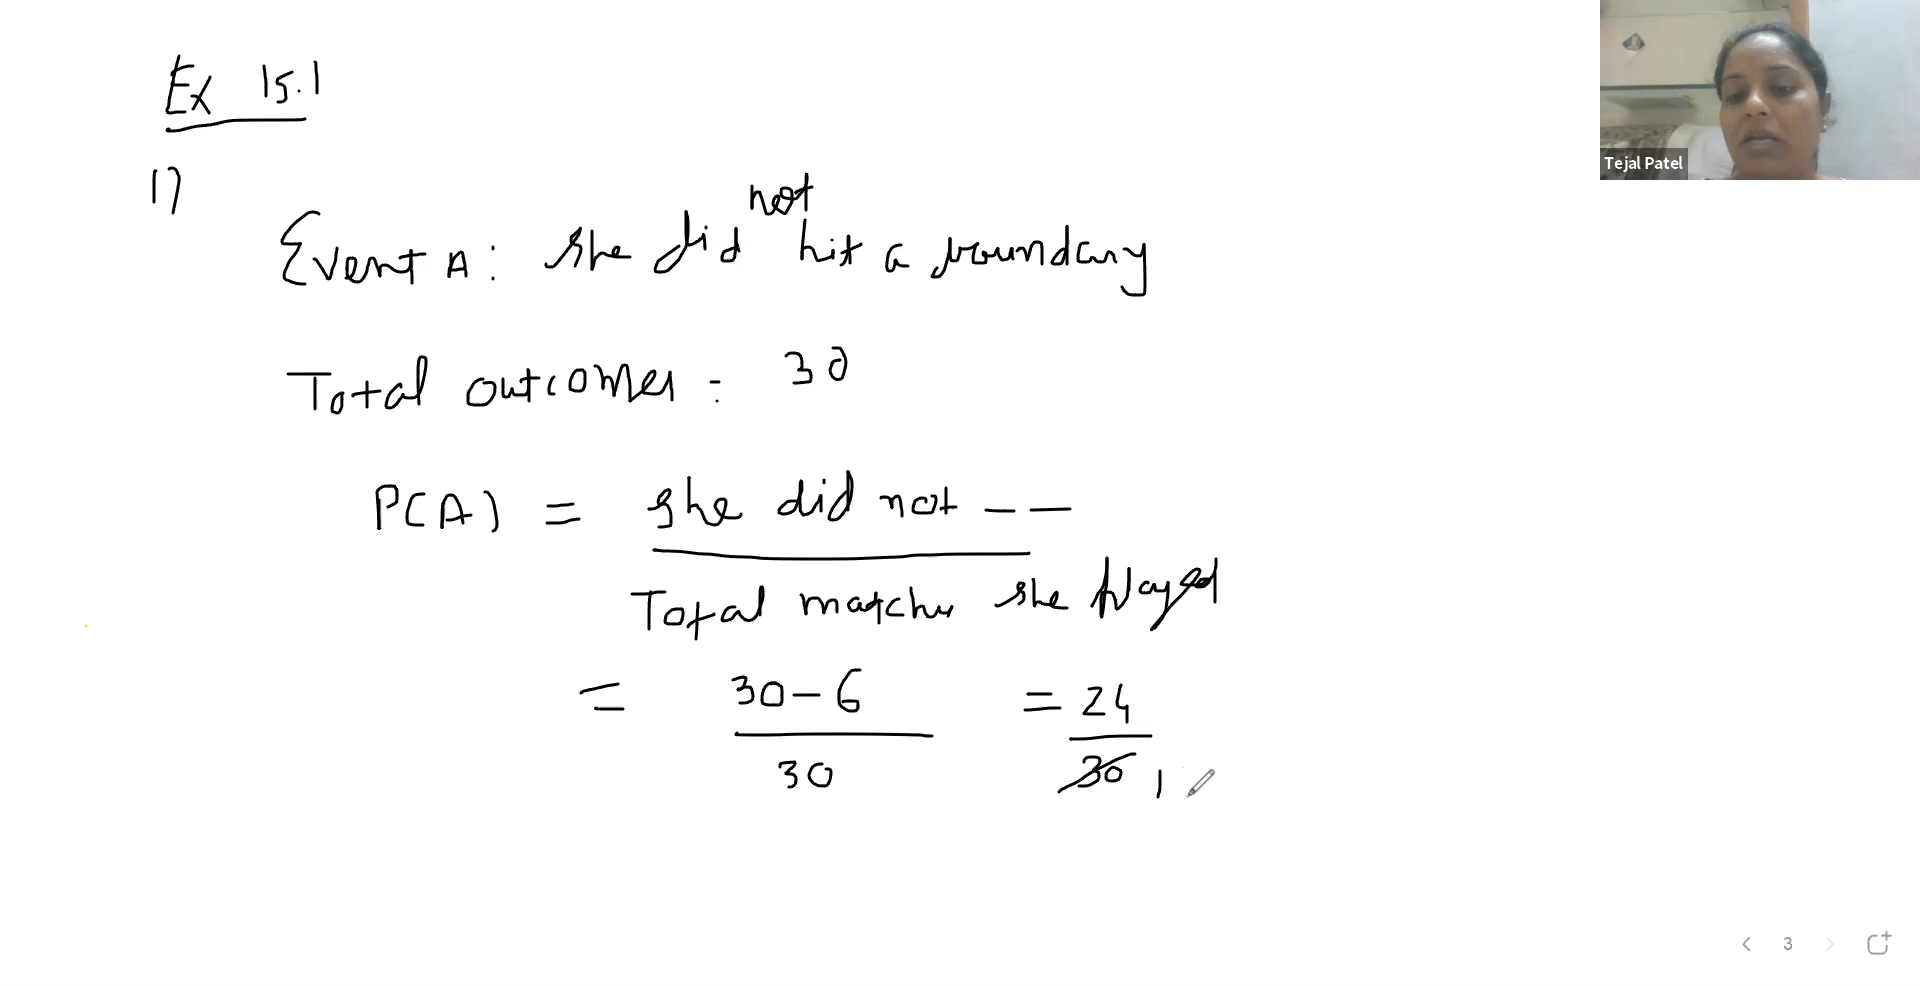 Ex 15.1
1)
Event A: she did not hit a boundary
Total outcomes = 30
P(A) = she did not - -
Total matches she played
= 30-6 = 24
30 30 1
Tejal Patel
3